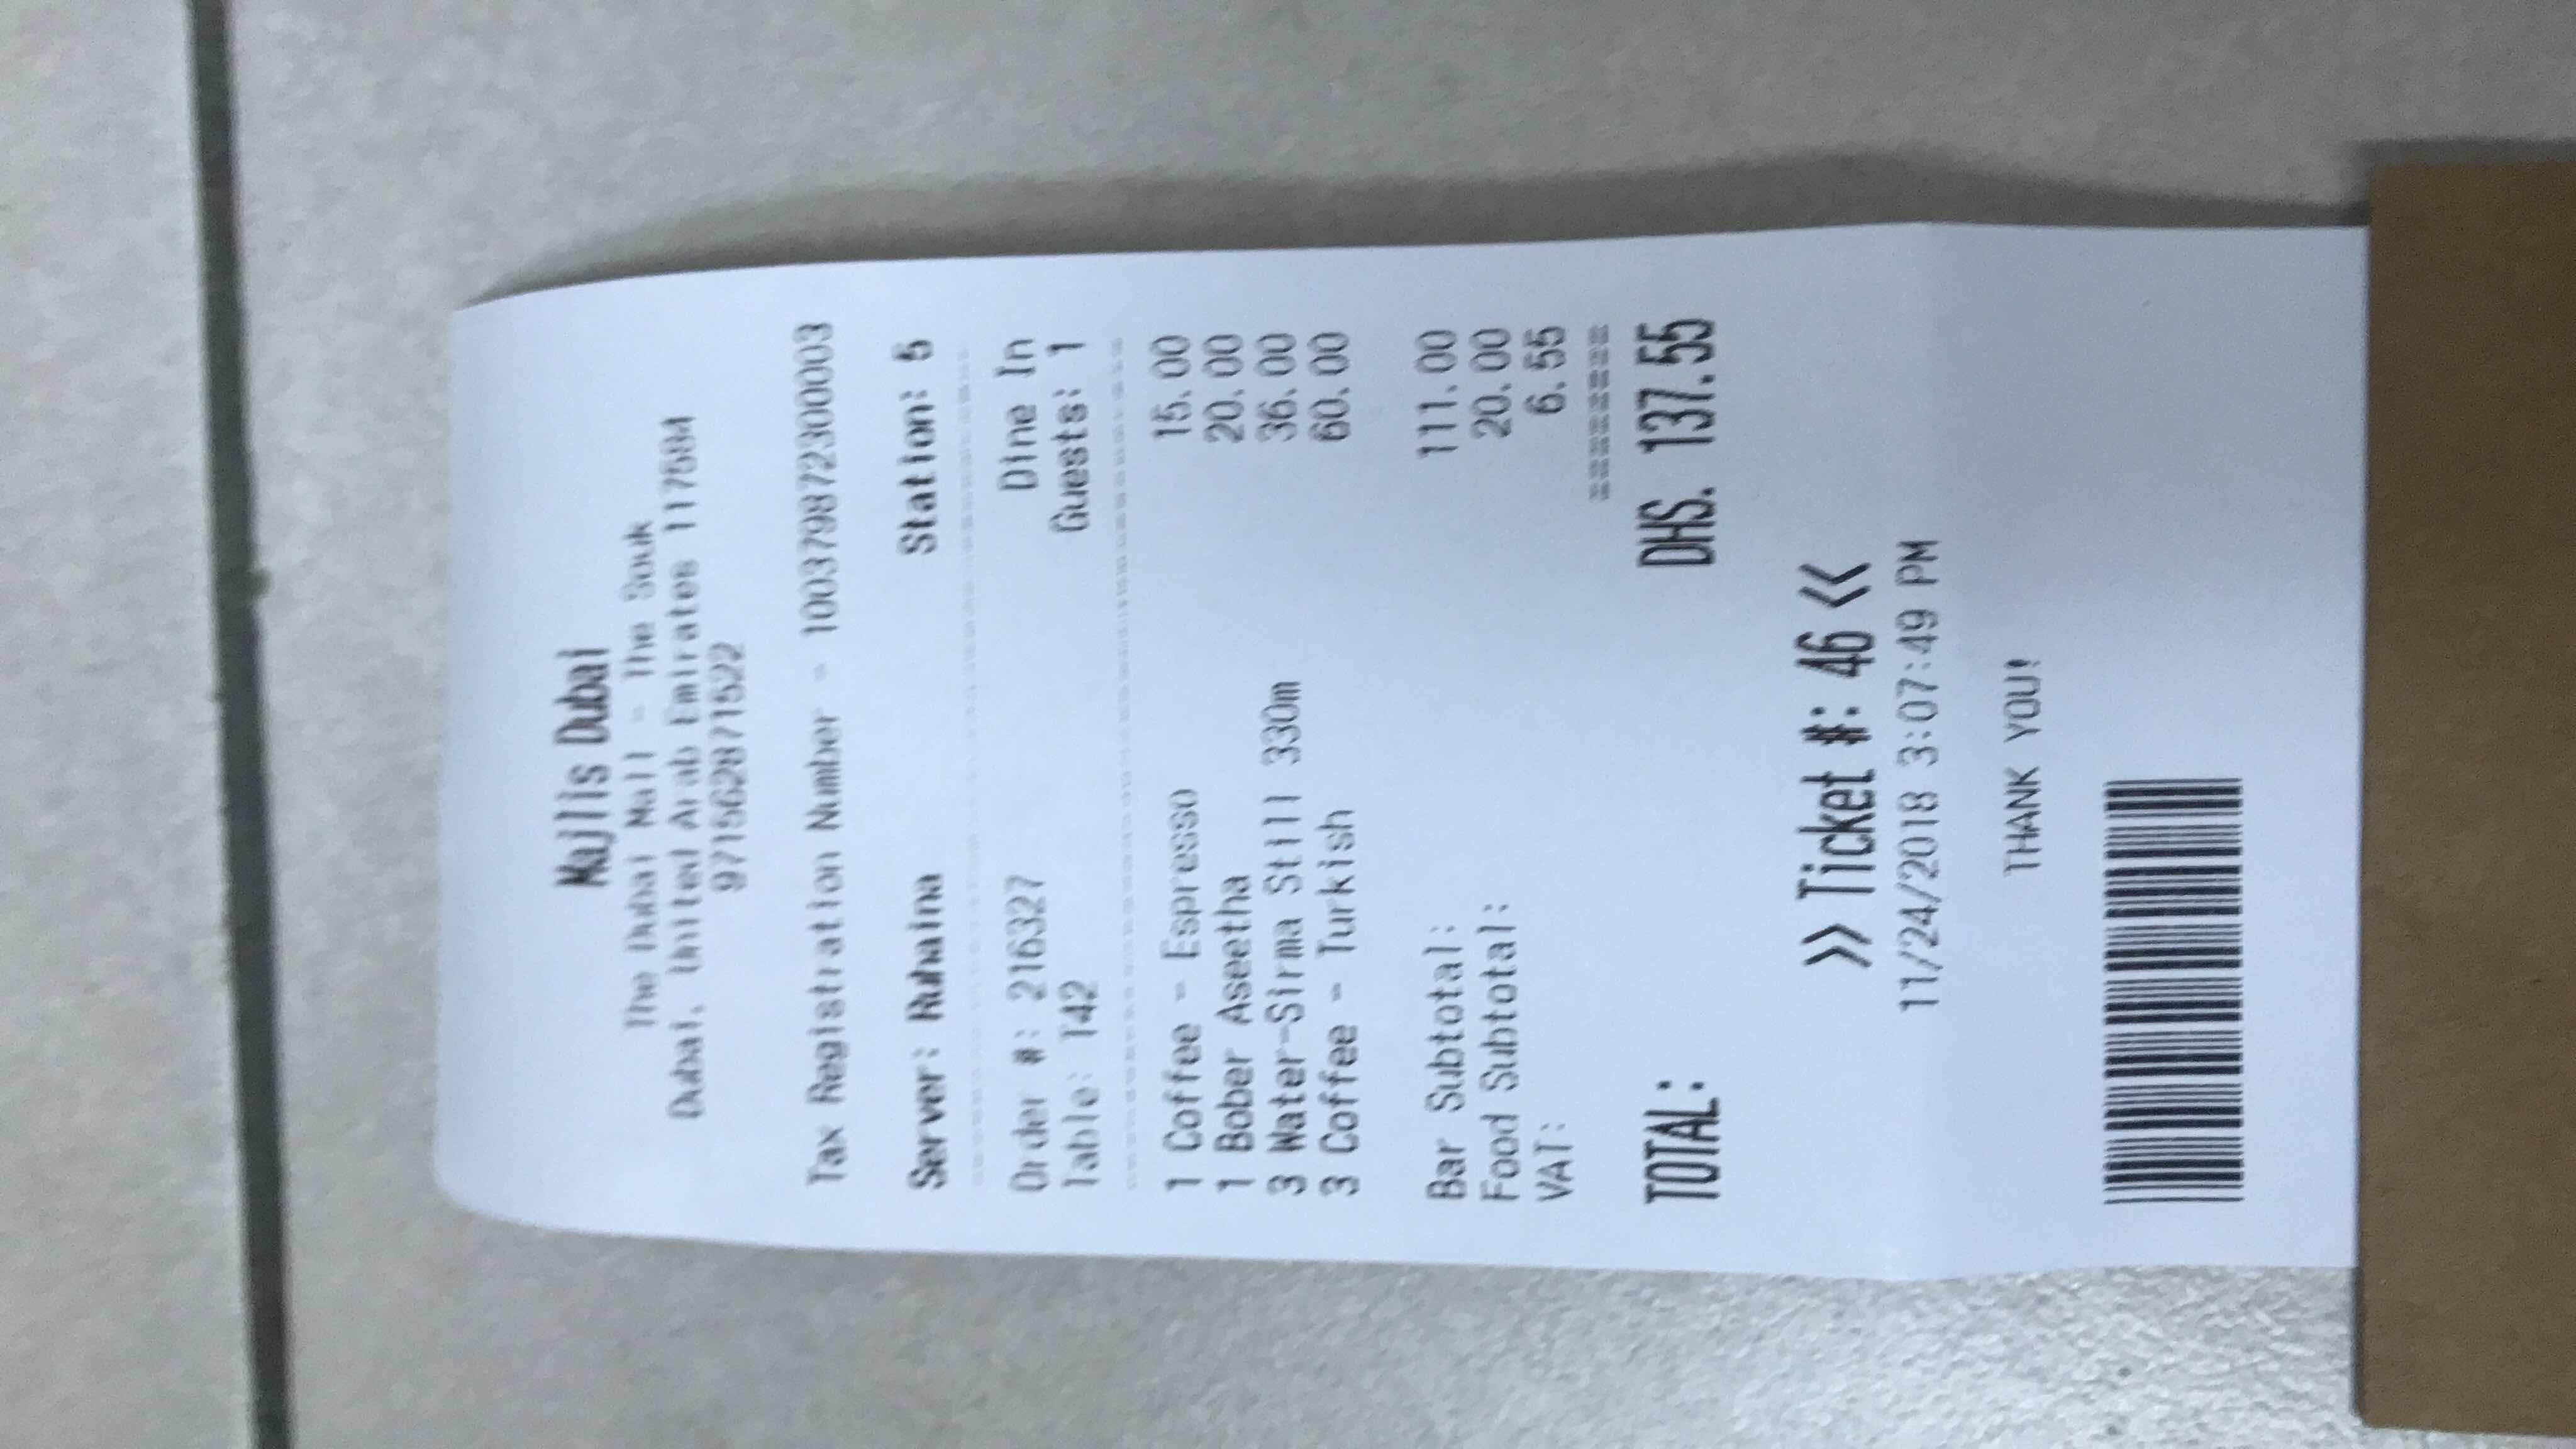 Majlis Dubai
The Dubai Mall - The Souk
Dubai, United Arab Emirates 117584
971562871522
Tax Registration Number - 100379872300003
Server: Ruhaina Station: 5
Order #: 216327 Dine In
Table: T42 Guests: 1
1 Coffee - Espresso 15.00
1 Bober Aseetha 20.00
3 Water-Sirma Still 330m 36.00
3 Coffee - Turkish 60.00
Bar Subtotal: 111.00
Food Subtotal: 20.00
VAT: 6.55
========
TOTAL: DHS. 137.55
>> Ticket #: 46 <<
11/24/2018 3:07:49 PM
THANK YOU!